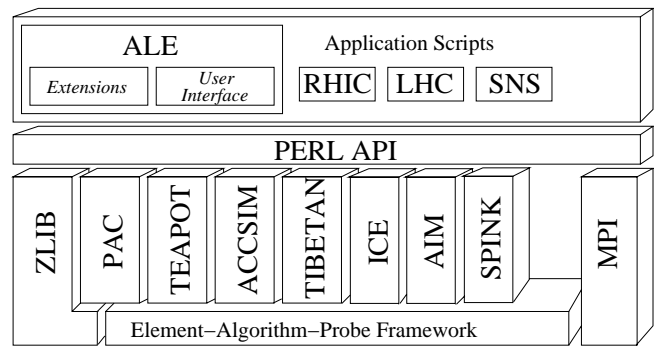 ALE
Application Scripts
Extensions
User
Interface
RHIC
LHC
SNS
PERL API
ZLIB
PAC
TEAPOT
ACCSIM
TIBETAN
ICE
AIM
SPINK
MPI
Element−Algorithm−Probe Framework